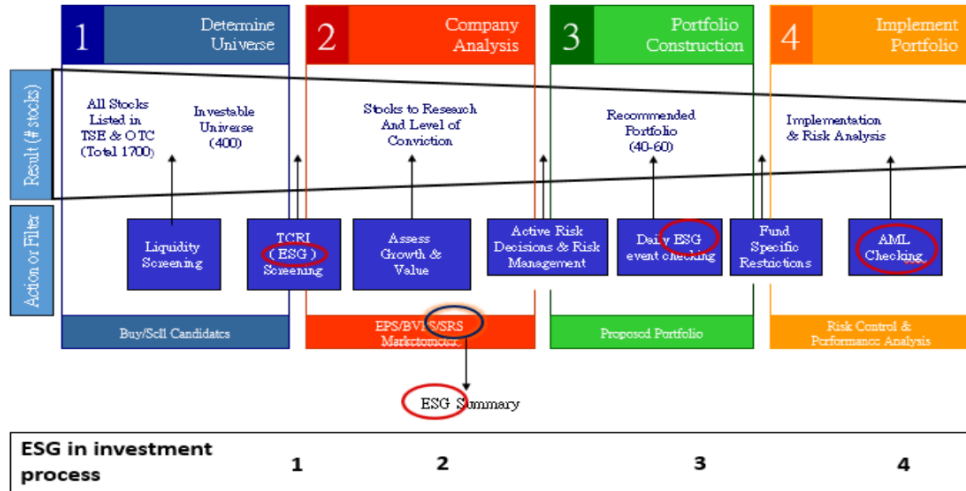 1
Determine
Universe
2
Company
Analysis
3
Portfolio
Construction
4
Implement
Portfolio
Result (# stocks)
All Stocks
Listed in
TSE & OTC
(Total 1700)
Investable
Universe
(400)
Stocks to Research
And Level of
Conviction
Recommended
Portfolio
(40-60)
Implementation
& Risk Analysis
Action or Filter
Liquidity
Screening
TCRI
( ESG )
Screening
Assess
Growth &
Value
Active Risk
Decisions & Risk
Management
Daily ESG
event checking
Fund
Specific
Restrictions
AML
Checking
Buy/Sell Candidates
EPS/BVPS/SRS
Marketometer
Proposed Portfolio
Risk Control &
Performance Analysis
ESG Summary
ESG in investment
process
1
2
3
4